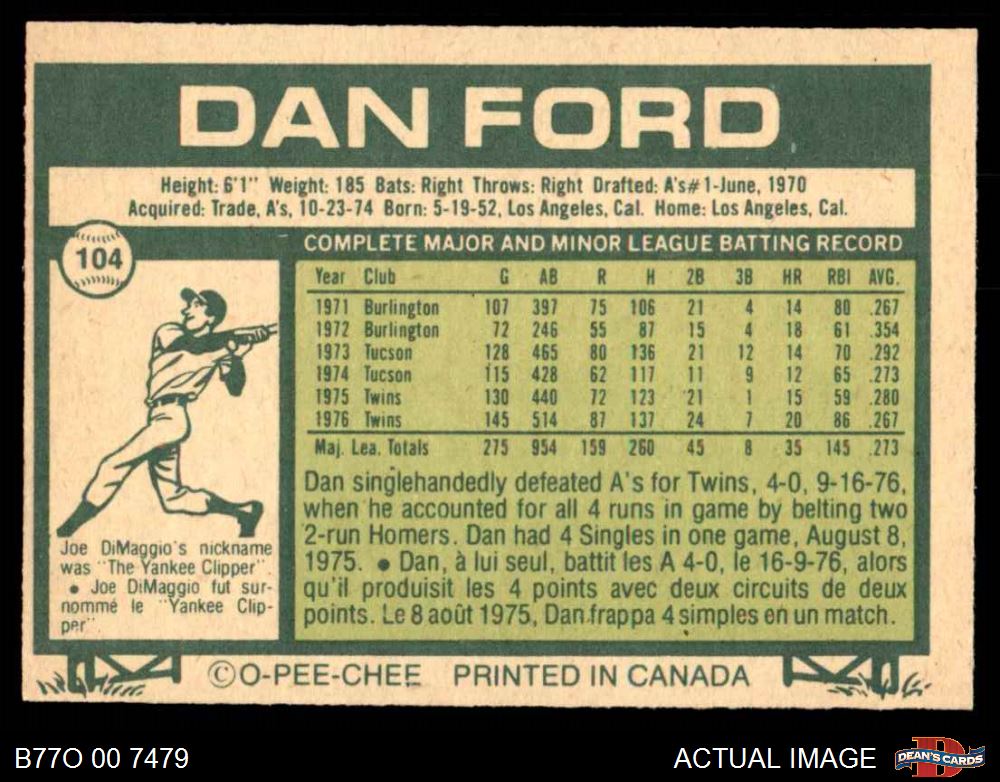 DAN FORD
Height: 6'1" Weight: 185 Bats: Right Throws: Right Drafted: A's#1-June, 1970
Acquired: Trade, A's, 10-23-74 Born: 5-19-52, Los Angeles, Cal. Home: Los Angeles, Cal.
104
COMPLETE MAJOR AND MINOR LEAGUE BATTING RECORD
Year Club G AB R H 2B 3B HR RBI AVG.
1971 Burlington 107 397 75 106 21 4 14 80 .267
1972 Burlington 72 246 55 87 15 4 18 61 .354
1973 Tucson 128 465 80 136 21 12 14 70 .292
1974 Tucson 115 428 62 117 11 9 12 65 .273
1975 Twins 130 440 72 123 21 1 15 59 .280
1976 Twins 145 514 87 137 24 7 20 86 .267
Maj. Lea. Totals 275 954 159 260 45 8 35 145 .273
Dan singlehandedly defeated A's for Twins, 4-0, 9-16-76,
when he accounted for all 4 runs in game by belting two
2-run Homers. Dan had 4 Singles in one game, August 8,
1975. ● Dan, à lui seul, battit les A 4-0, le 16-9-76, alors
qu'il produisit les 4 points avec deux circuits de deux
points. Le 8 août 1975, Dan frappa 4 simples en un match.
Joe DiMaggio's nickname
was "The Yankee Clipper".
● Joe DiMaggio fut sur-
nommé le "Yankee Clip-
per".
©O-PEE-CHEE PRINTED IN CANADA
B77O 00 7479
ACTUAL IMAGE
D
DEAN'S CARDS